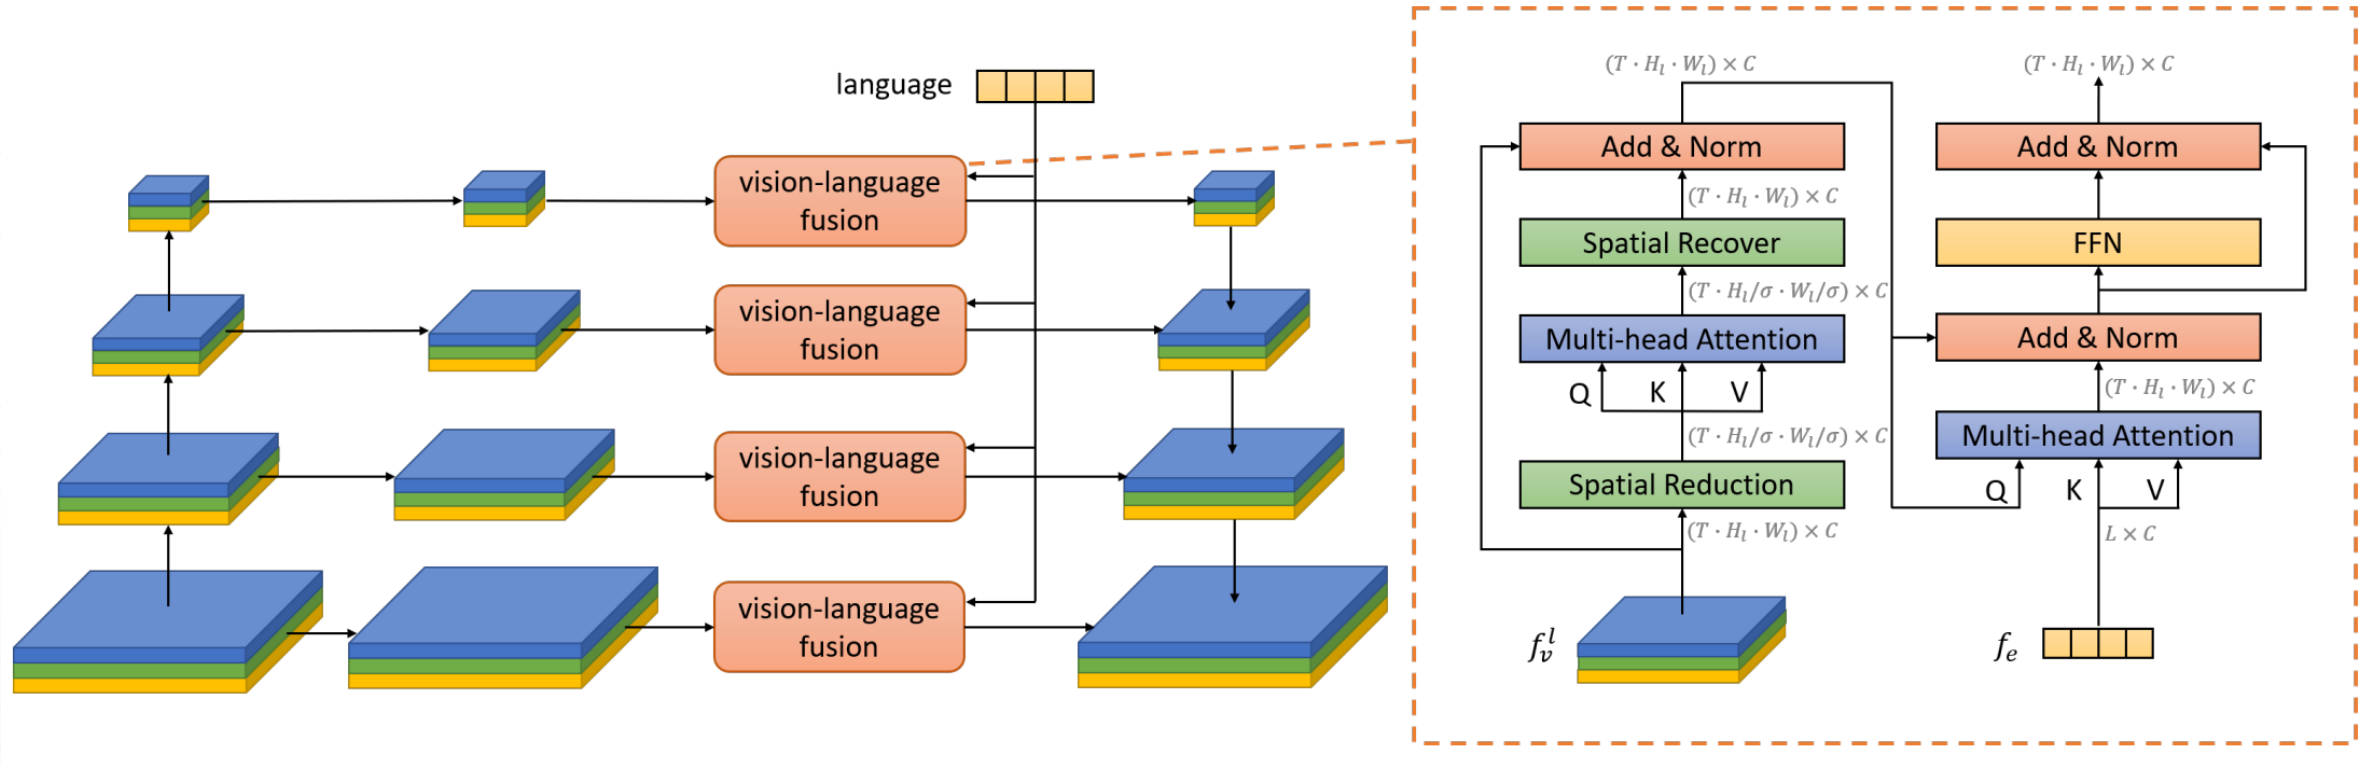 language
vision-language
fusion
vision-language
fusion
vision-language
fusion
vision-language
fusion
(T · H_l · W_l) × C
Add & Norm
(T · H_l · W_l) × C
Spatial Recover
(T · H_l/σ · W_l/σ) × C
Multi-head Attention
Q K V
(T · H_l/σ · W_l/σ) × C
Spatial Reduction
(T · H_l · W_l) × C
f_v^l
(T · H_l · W_l) × C
Add & Norm
FFN
Add & Norm
(T · H_l · W_l) × C
Multi-head Attention
Q K V
L × C
f_e